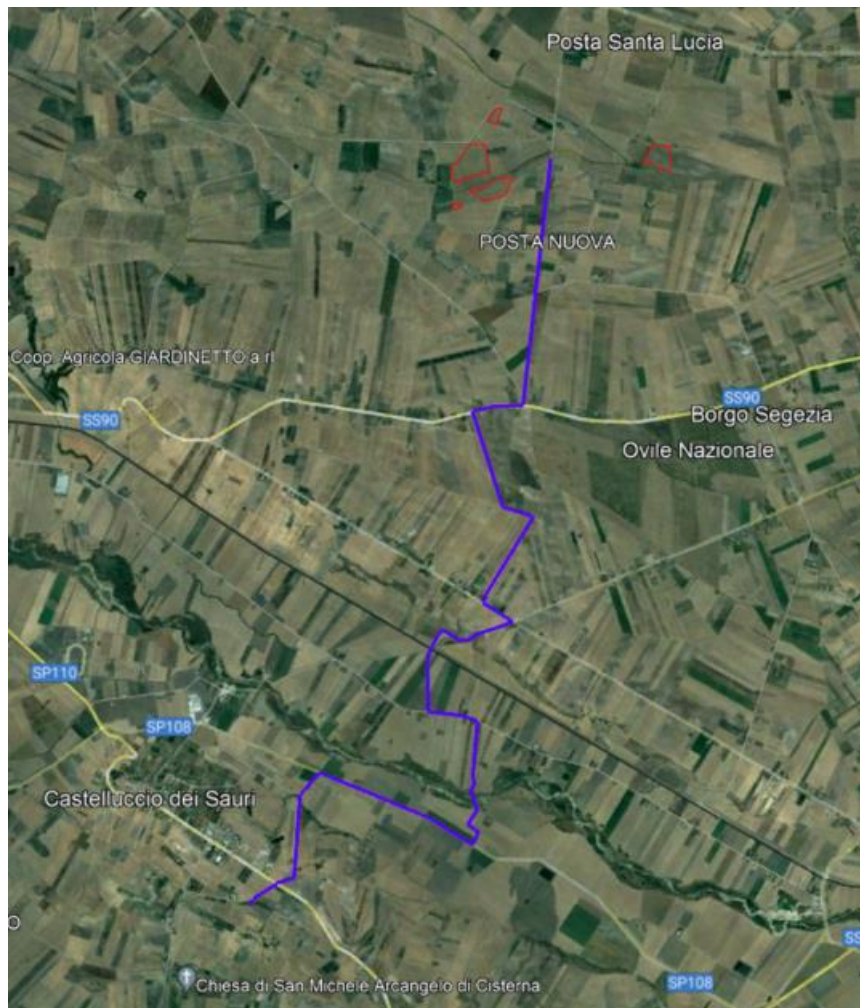 Posta Santa Lucia
POSTA NUOVA
Coop. Agricola GIARDINETTO a rl
SS90
SS90
Borgo Segezia
Ovile Nazionale
SP110
SP108
Castelluccio dei Sauri
O
SS
Chiesa di San Michele Arcangelo di Cisterna
SP108